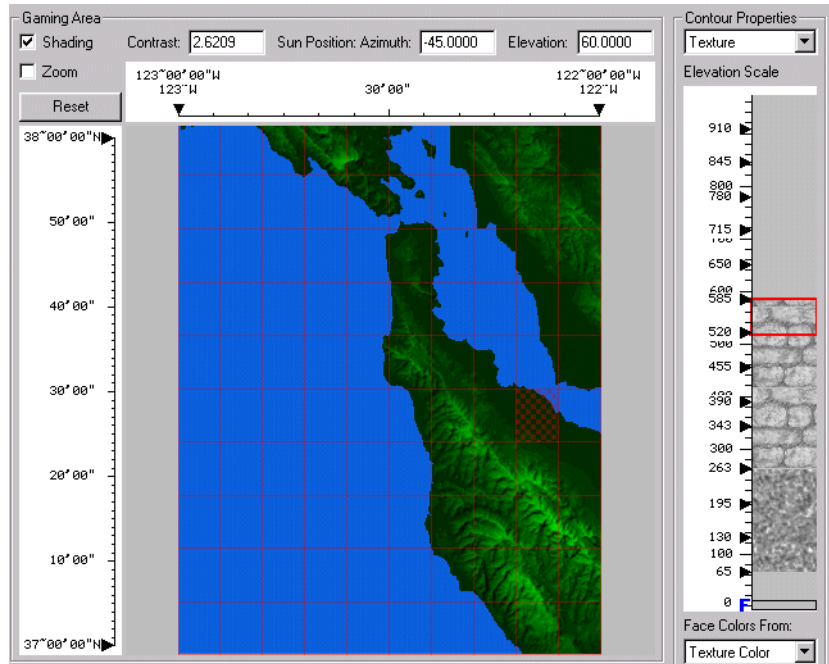 Gaming Area
Shading
Contrast: 2.6209
Sun Position: Azimuth: -45.0000
Elevation: 60.0000
Zoom
Reset
123~00'00"W
122~00'00"W
123~W
30'00"
122~W
38~00'00"N
50'00"
40'00"
30'00"
20'00"
10'00"
37~00'00"N
Contour Properties
Texture
Elevation Scale
910
845
800
780
715
650
585
520
500
455
390
343
300
263
195
130
100
65
0
F
Face Colors From:
Texture Color